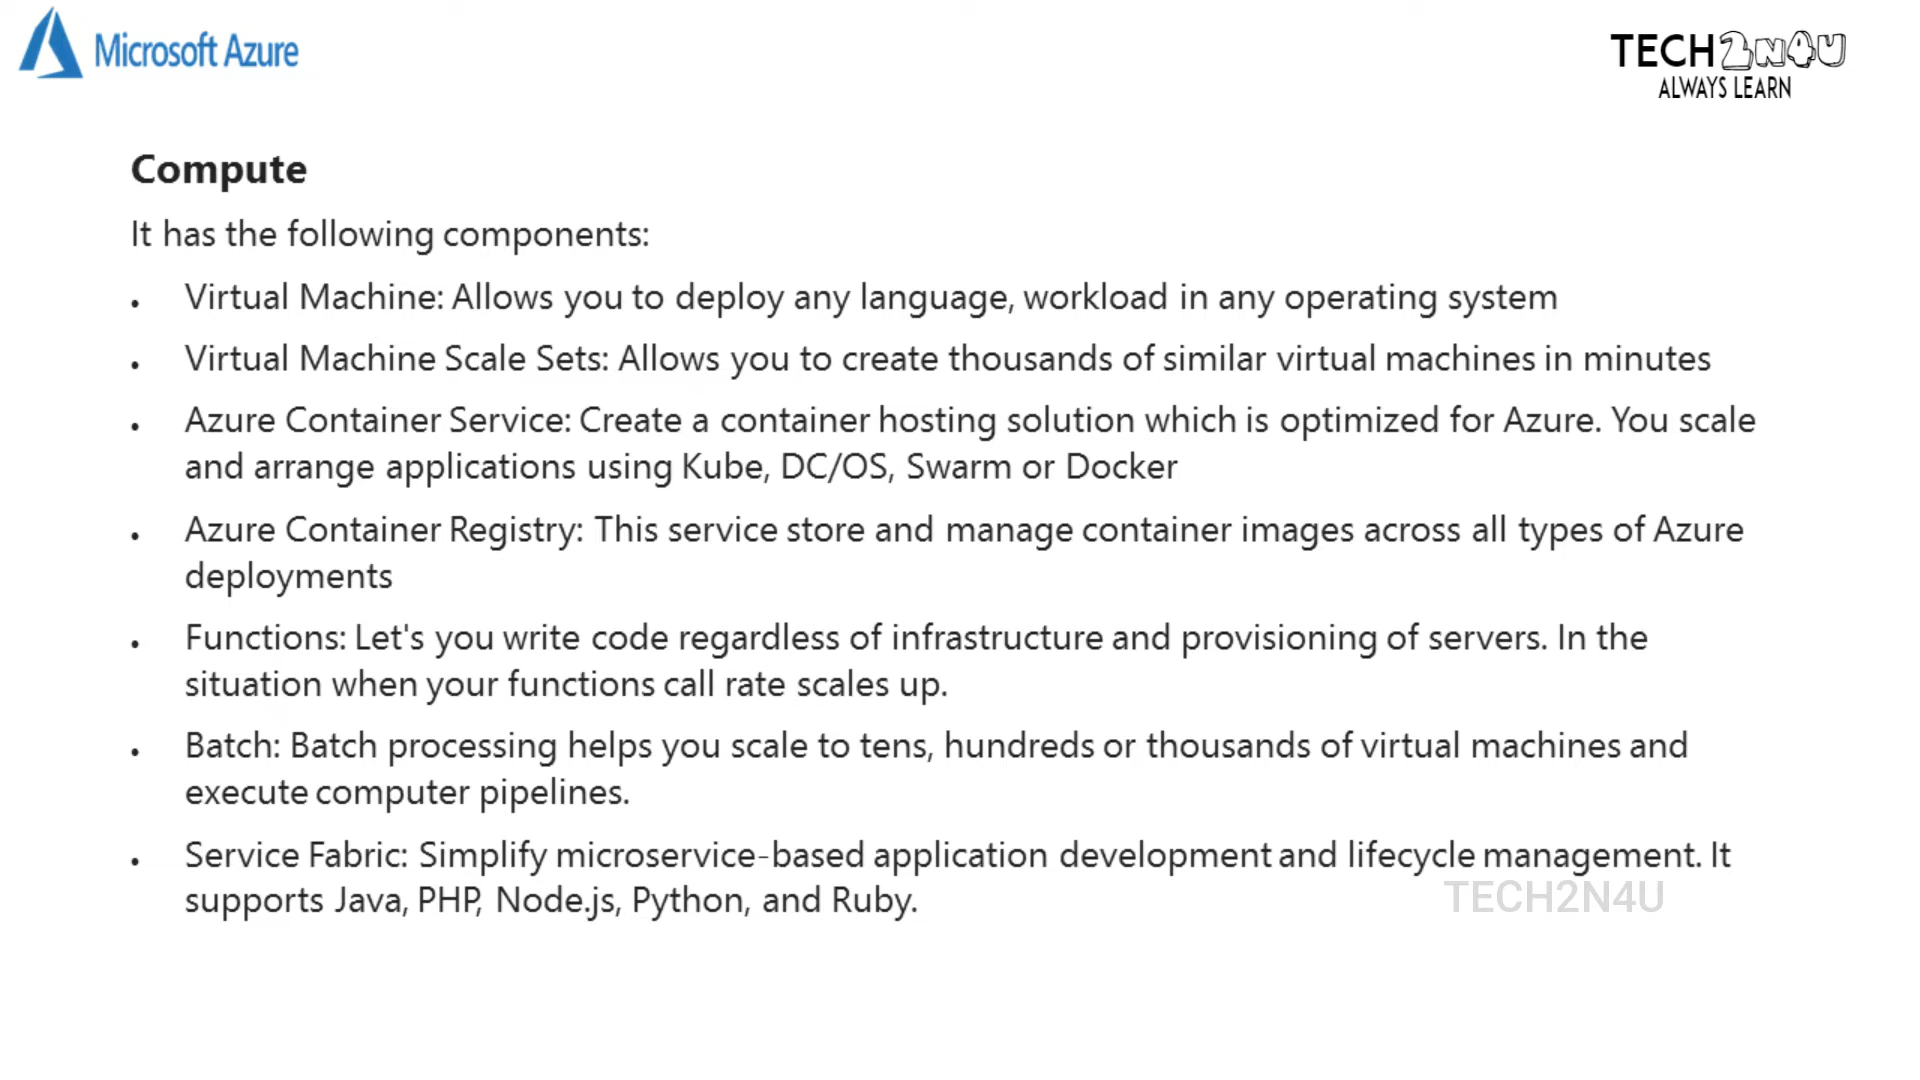 Microsoft Azure
TECH2N4U
ALWAYS LEARN
Compute
It has the following components:
• Virtual Machine: Allows you to deploy any language, workload in any operating system
• Virtual Machine Scale Sets: Allows you to create thousands of similar virtual machines in minutes
• Azure Container Service: Create a container hosting solution which is optimized for Azure. You scale
and arrange applications using Kube, DC/OS, Swarm or Docker
• Azure Container Registry: This service store and manage container images across all types of Azure
deployments
• Functions: Let's you write code regardless of infrastructure and provisioning of servers. In the
situation when your functions call rate scales up.
• Batch: Batch processing helps you scale to tens, hundreds or thousands of virtual machines and
execute computer pipelines.
• Service Fabric: Simplify microservice-based application development and lifecycle management. It
supports Java, PHP, Node.js, Python, and Ruby.
TECH2N4U